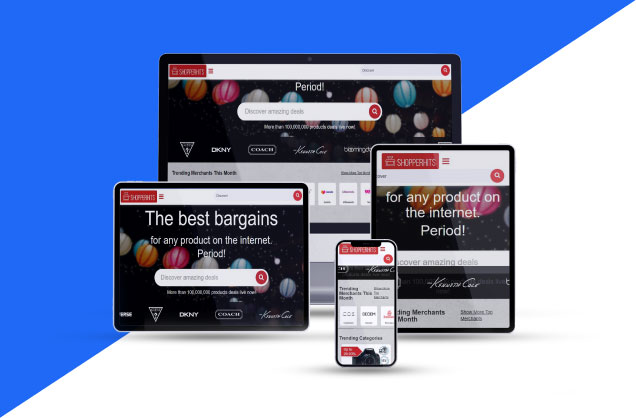 SHOPPERHITS
Discover
Period!
Discover amazing deals
More than 100,000,000 products deals live now!
DKNY
COACH
Kenneth Cole
bloomingdal
Trending Merchants This Month
Show More Top Merchants
SHOPPERHITS
Discover
The best bargains
for any product on the internet.
Period!
Discover amazing deals
More than 100,000,000 products deals live now!
DKNY
COACH
Kenneth Cole
SHOPPERHITS
cover
for any product on
the internet.
Period!
iscover amazing deals
Kenneth Cole
nding Merchants
Month
Show More Top
Merchants
SHOPPERHITS
Kenneth Cole
Trending
Merchants This
Month
Show More
Top
Merchants
Trending Categories